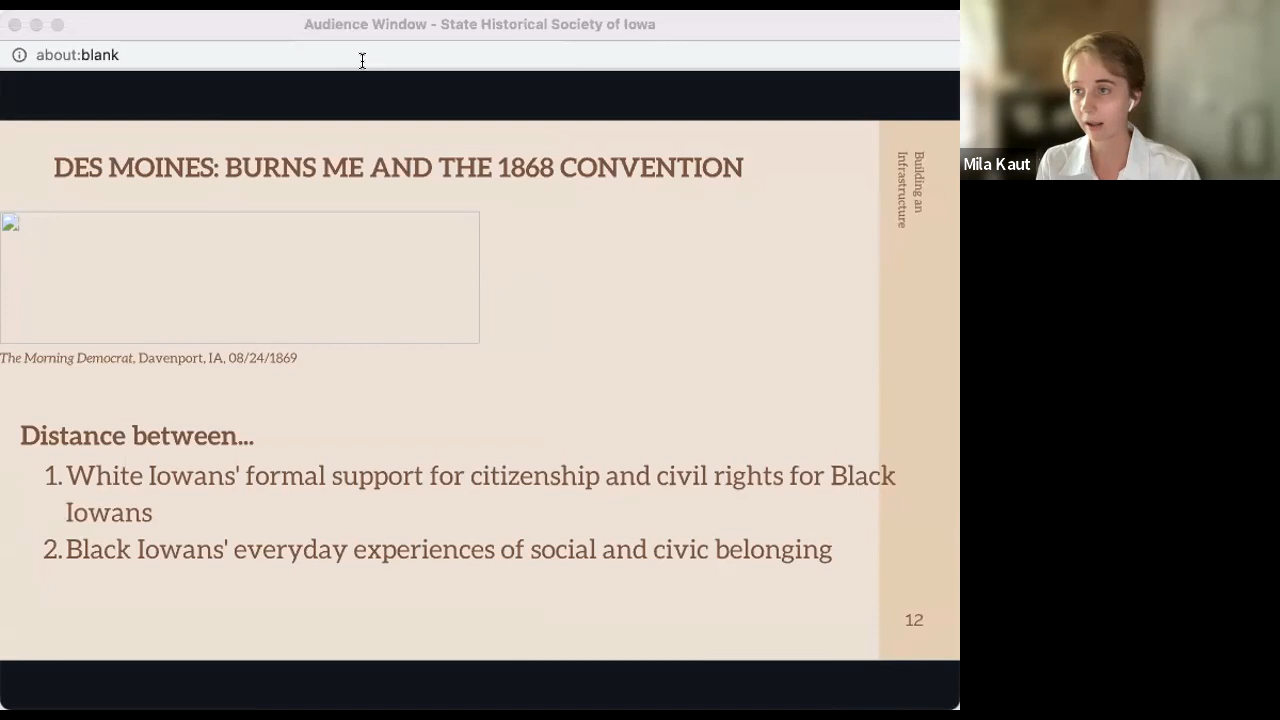 Audience Window - State Historical Society of Iowa
about:blank
DES MOINES: BURNS ME AND THE 1868 CONVENTION
Building an
Infrastructure
Mila Kaut
The Morning Democrat, Davenport, IA, 08/24/1869
Distance between...
1. White Iowans' formal support for citizenship and civil rights for Black
Iowans
2. Black Iowans' everyday experiences of social and civic belonging
12